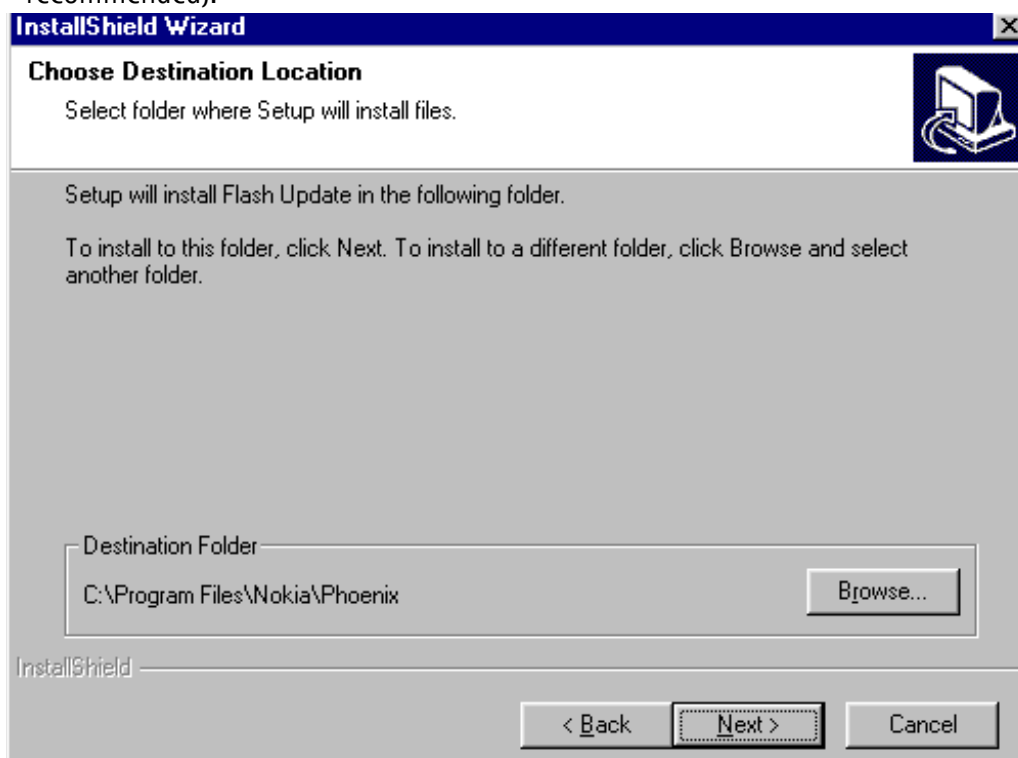 recommended).
InstallShield Wizard
Choose Destination Location
Select folder where Setup will install files.
Setup will install Flash Update in the following folder.
To install to this folder, click Next. To install to a different folder, click Browse and select
another folder.
Destination Folder
C:\Program Files\Nokia\Phoenix
Browse...
InstallShield
< Back
Next >
Cancel